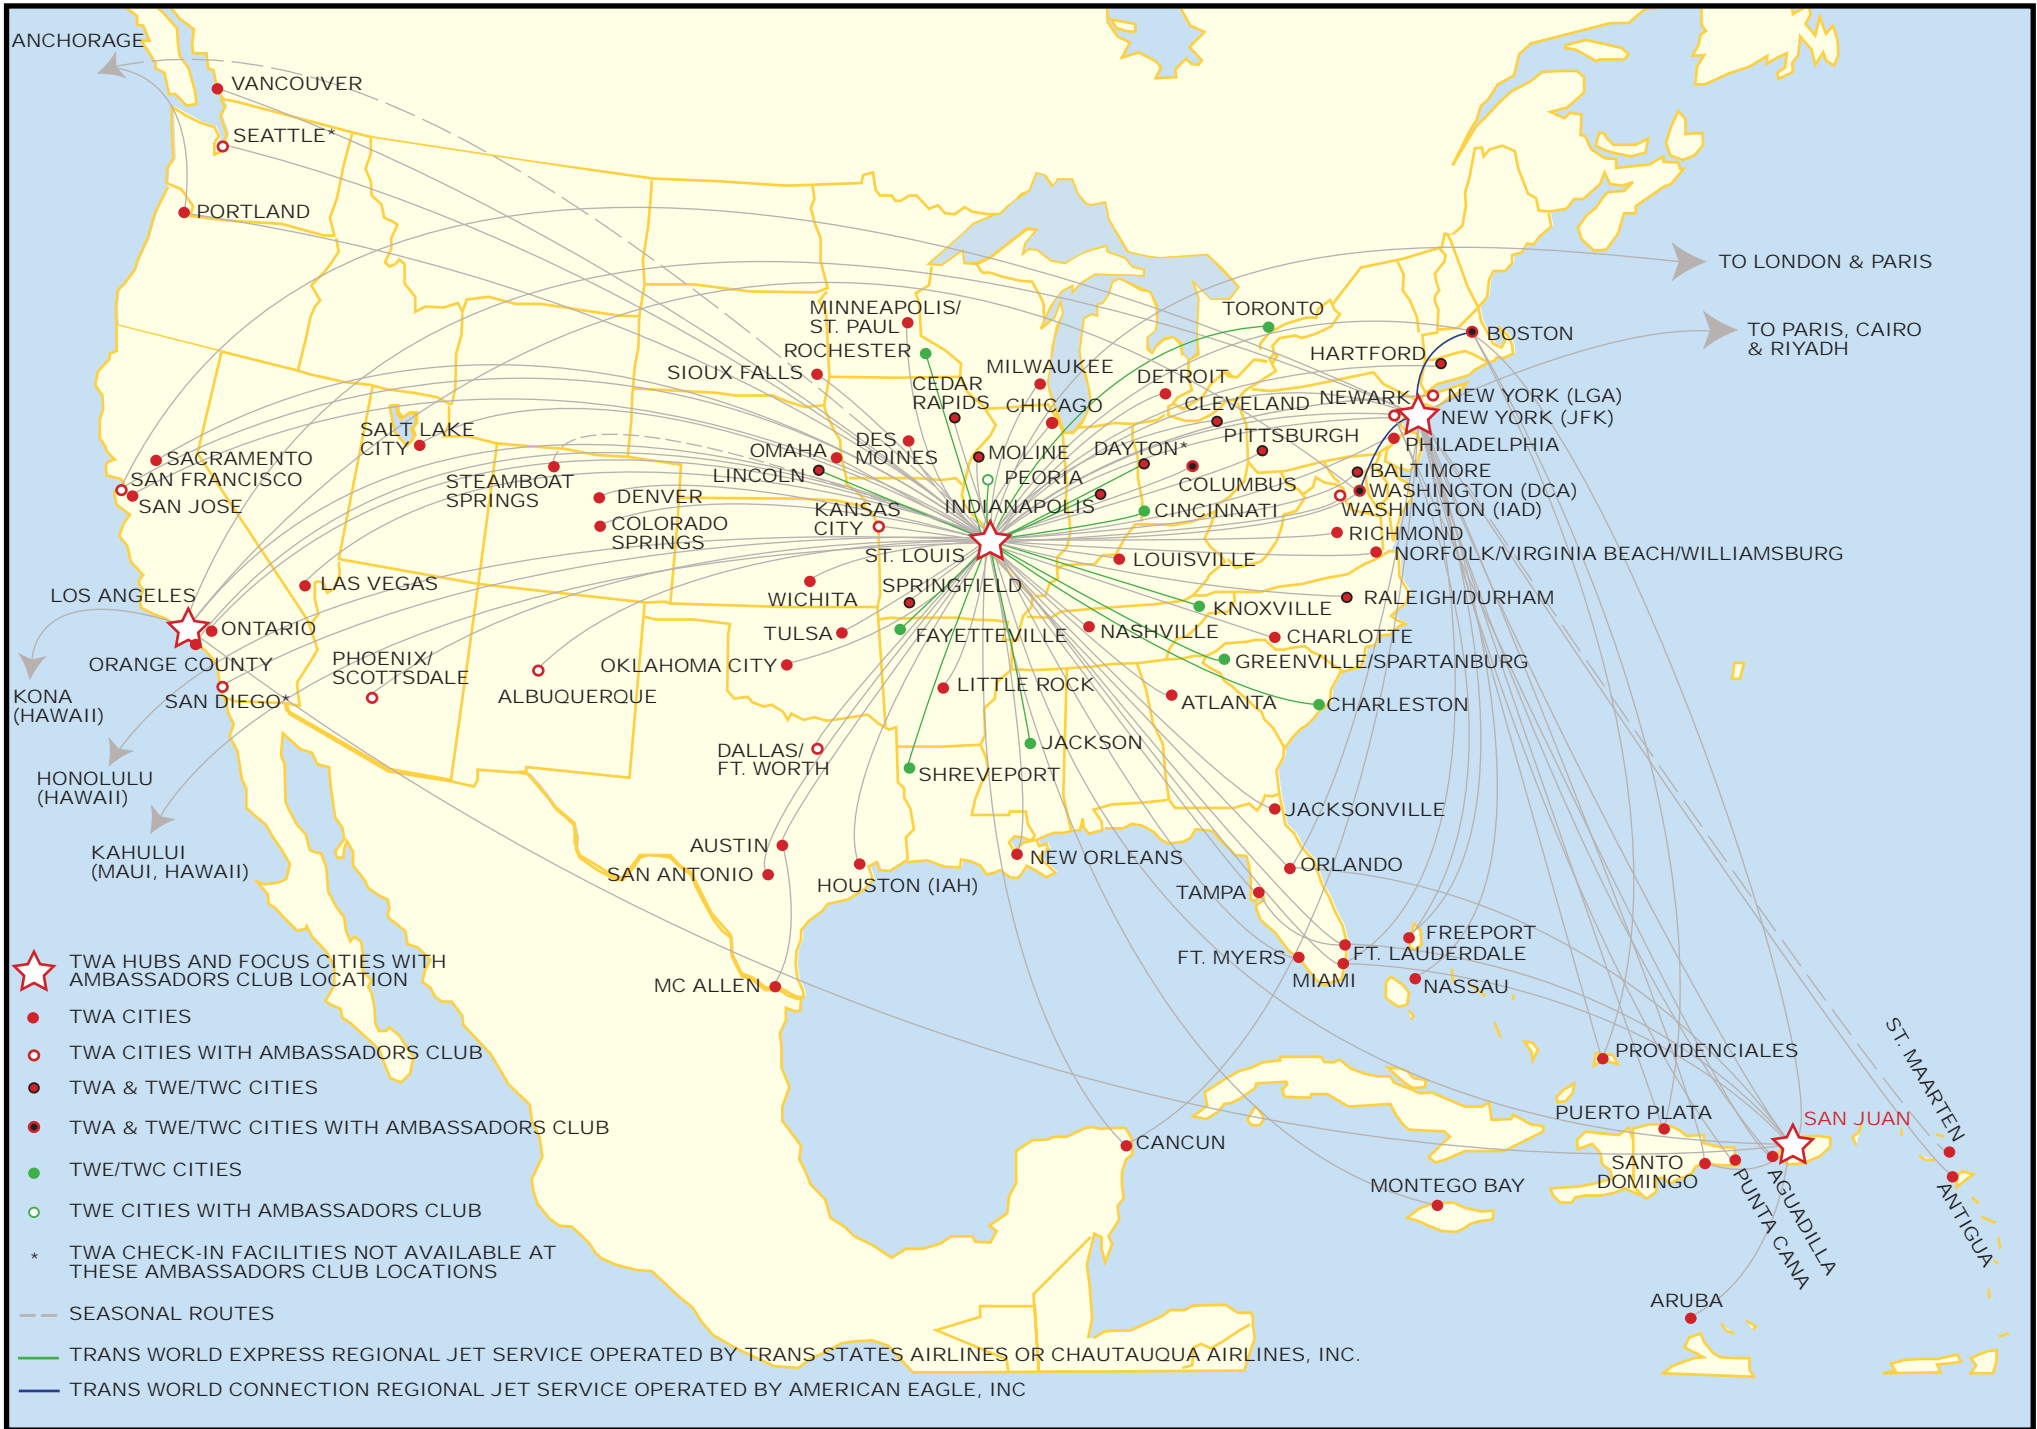 ANCHORAGE
VANCOUVER
SEATTLE*
PORTLAND
TO LONDON & PARIS
MINNEAPOLIS/
ST. PAUL
TORONTO
TO PARIS, CAIRO
& RIYADH
BOSTON
ROCHESTER
HARTFORD
SIOUX FALLS
MILWAUKEE
CEDAR
RAPIDS
DETROIT
CHICAGO
CLEVELAND
NEWARK
NEW YORK (LGA)
NEW YORK (JFK)
SALT LAKE
CITY
DES
MOINES
OMAHA
MOLINE
DAYTON*
PITTSBURGH
PHILADELPHIA
SACRAMENTO
SAN FRANCISCO
SAN JOSE
STEAMBOAT
SPRINGS
LINCOLN
PEORIA
COLUMBUS
BALTIMORE
WASHINGTON (DCA)
WASHINGTON (IAD)
DENVER
COLORADO
SPRINGS
KANSAS
CITY
INDIANAPOLIS
CINCINNATI
RICHMOND
ST. LOUIS
LOUISVILLE
NORFOLK/VIRGINIA BEACH/WILLIAMSBURG
LAS VEGAS
LOS ANGELES
WICHITA
SPRINGFIELD
KNOXVILLE
RALEIGH/DURHAM
ONTARIO
TULSA
FAYETTEVILLE
NASHVILLE
CHARLOTTE
ORANGE COUNTY
PHOENIX/
SCOTTSDALE
OKLAHOMA CITY
GREENVILLE/SPARTANBURG
KONA
(HAWAII)
SAN DIEGO*
ALBUQUERQUE
LITTLE ROCK
ATLANTA
CHARLESTON
DALLAS/
FT. WORTH
JACKSON
HONOLULU
(HAWAII)
SHREVEPORT
JACKSONVILLE
KAHULUI
(MAUI, HAWAII)
AUSTIN
SAN ANTONIO
HOUSTON (IAH)
NEW ORLEANS
ORLANDO
TAMPA
FREEPORT
FT. LAUDERDALE
FT. MYERS
MIAMI
NASSAU
MC ALLEN
PROVIDENCIALES
ST. MAARTEN
PUERTO PLATA
SAN JUAN
CANCUN
SANTO
DOMINGO
MONTEGO BAY
PUNTA CANA
AGUADILLA
ANTIGUA
ARUBA
TWA HUBS AND FOCUS CITIES WITH
AMBASSADORS CLUB LOCATION
TWA CITIES
TWA CITIES WITH AMBASSADORS CLUB
TWA & TWE/TWC CITIES
TWA & TWE/TWC CITIES WITH AMBASSADORS CLUB
TWE/TWC CITIES
TWE CITIES WITH AMBASSADORS CLUB
* TWA CHECK-IN FACILITIES NOT AVAILABLE AT
THESE AMBASSADORS CLUB LOCATIONS
SEASONAL ROUTES
TRANS WORLD EXPRESS REGIONAL JET SERVICE OPERATED BY TRANS STATES AIRLINES OR CHAUTAUQUA AIRLINES, INC.
TRANS WORLD CONNECTION REGIONAL JET SERVICE OPERATED BY AMERICAN EAGLE, INC